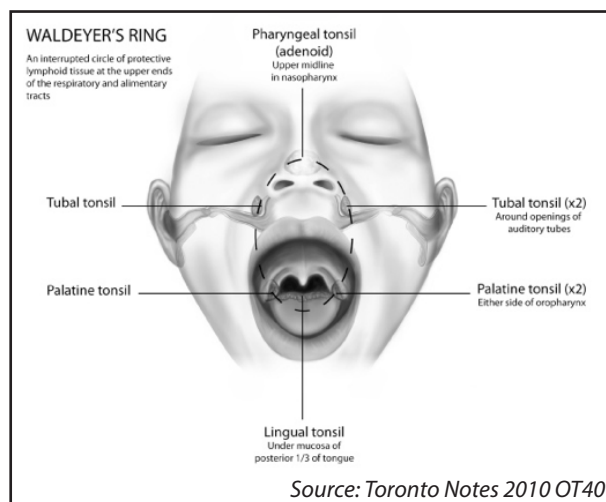 WALDEYER'S RING
An interrupted circle of protective
lymphoid tissue at the upper ends
of the respiratory and alimentary
tracts
Pharyngeal tonsil
(adenoid)
Upper midline
in nasopharynx
Tubal tonsil
Tubal tonsil (x2)
Around openings of
auditory tubes
Palatine tonsil
Palatine tonsil (x2)
Either side of oropharynx
Lingual tonsil
Under mucosa of
posterior 1/3 of tongue
Source: Toronto Notes 2010 OT40